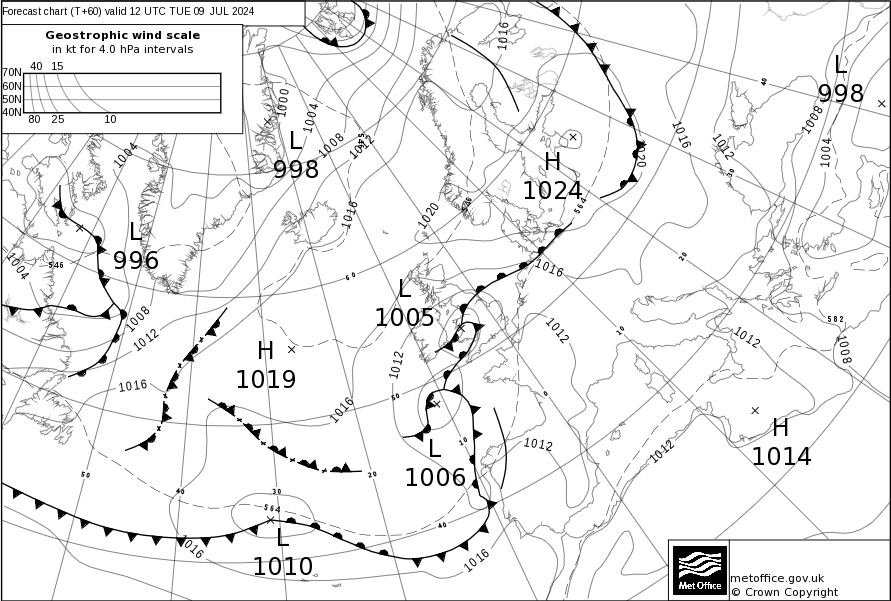 Forecast chart (T+60) valid 12 UTC TUE 09 JUL 2024
Geostrophic wind scale
in kt for 4.0 hPa intervals
40 15
70N
60N
50N
40N
80 25 10
1016
L
998
40
1000
1004
1008
1012
L
998
1008
1004
1016
1012
1020
H
1024
30
564
546
1004
1016
1020
L
996
546
1004
60
20
1016
L
1005
1008
1012
1012
1012
10
582
1012
1008
H
1019
1016
1012
50
0
1016
H
1014
1012
1012
10
L
1006
50
40
30
20
564
40
L
1010
1016
1016
Met Office
metoffice.gov.uk
© Crown Copyright